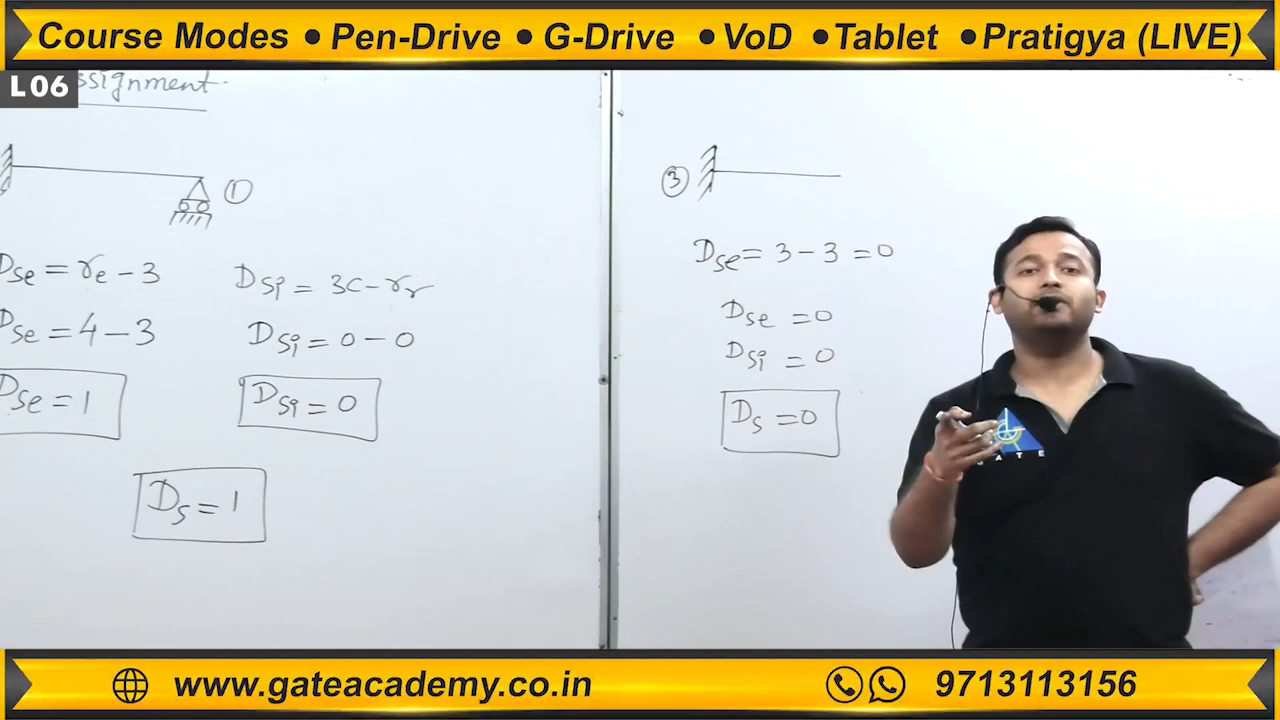 Course Modes • Pen-Drive • G-Drive • VoD • Tablet • Pratigya (LIVE)
L 06
ssignment
①
Dse = re - 3
Dse = 4 - 3
Dse = 1
Dsi = 3C - rr
Dsi = 0 - 0
Dsi = 0
Ds = 1
③
Dse = 3 - 3 = 0
Dse = 0
Dsi = 0
Ds = 0
GATE
www.gateacademy.co.in
9713113156